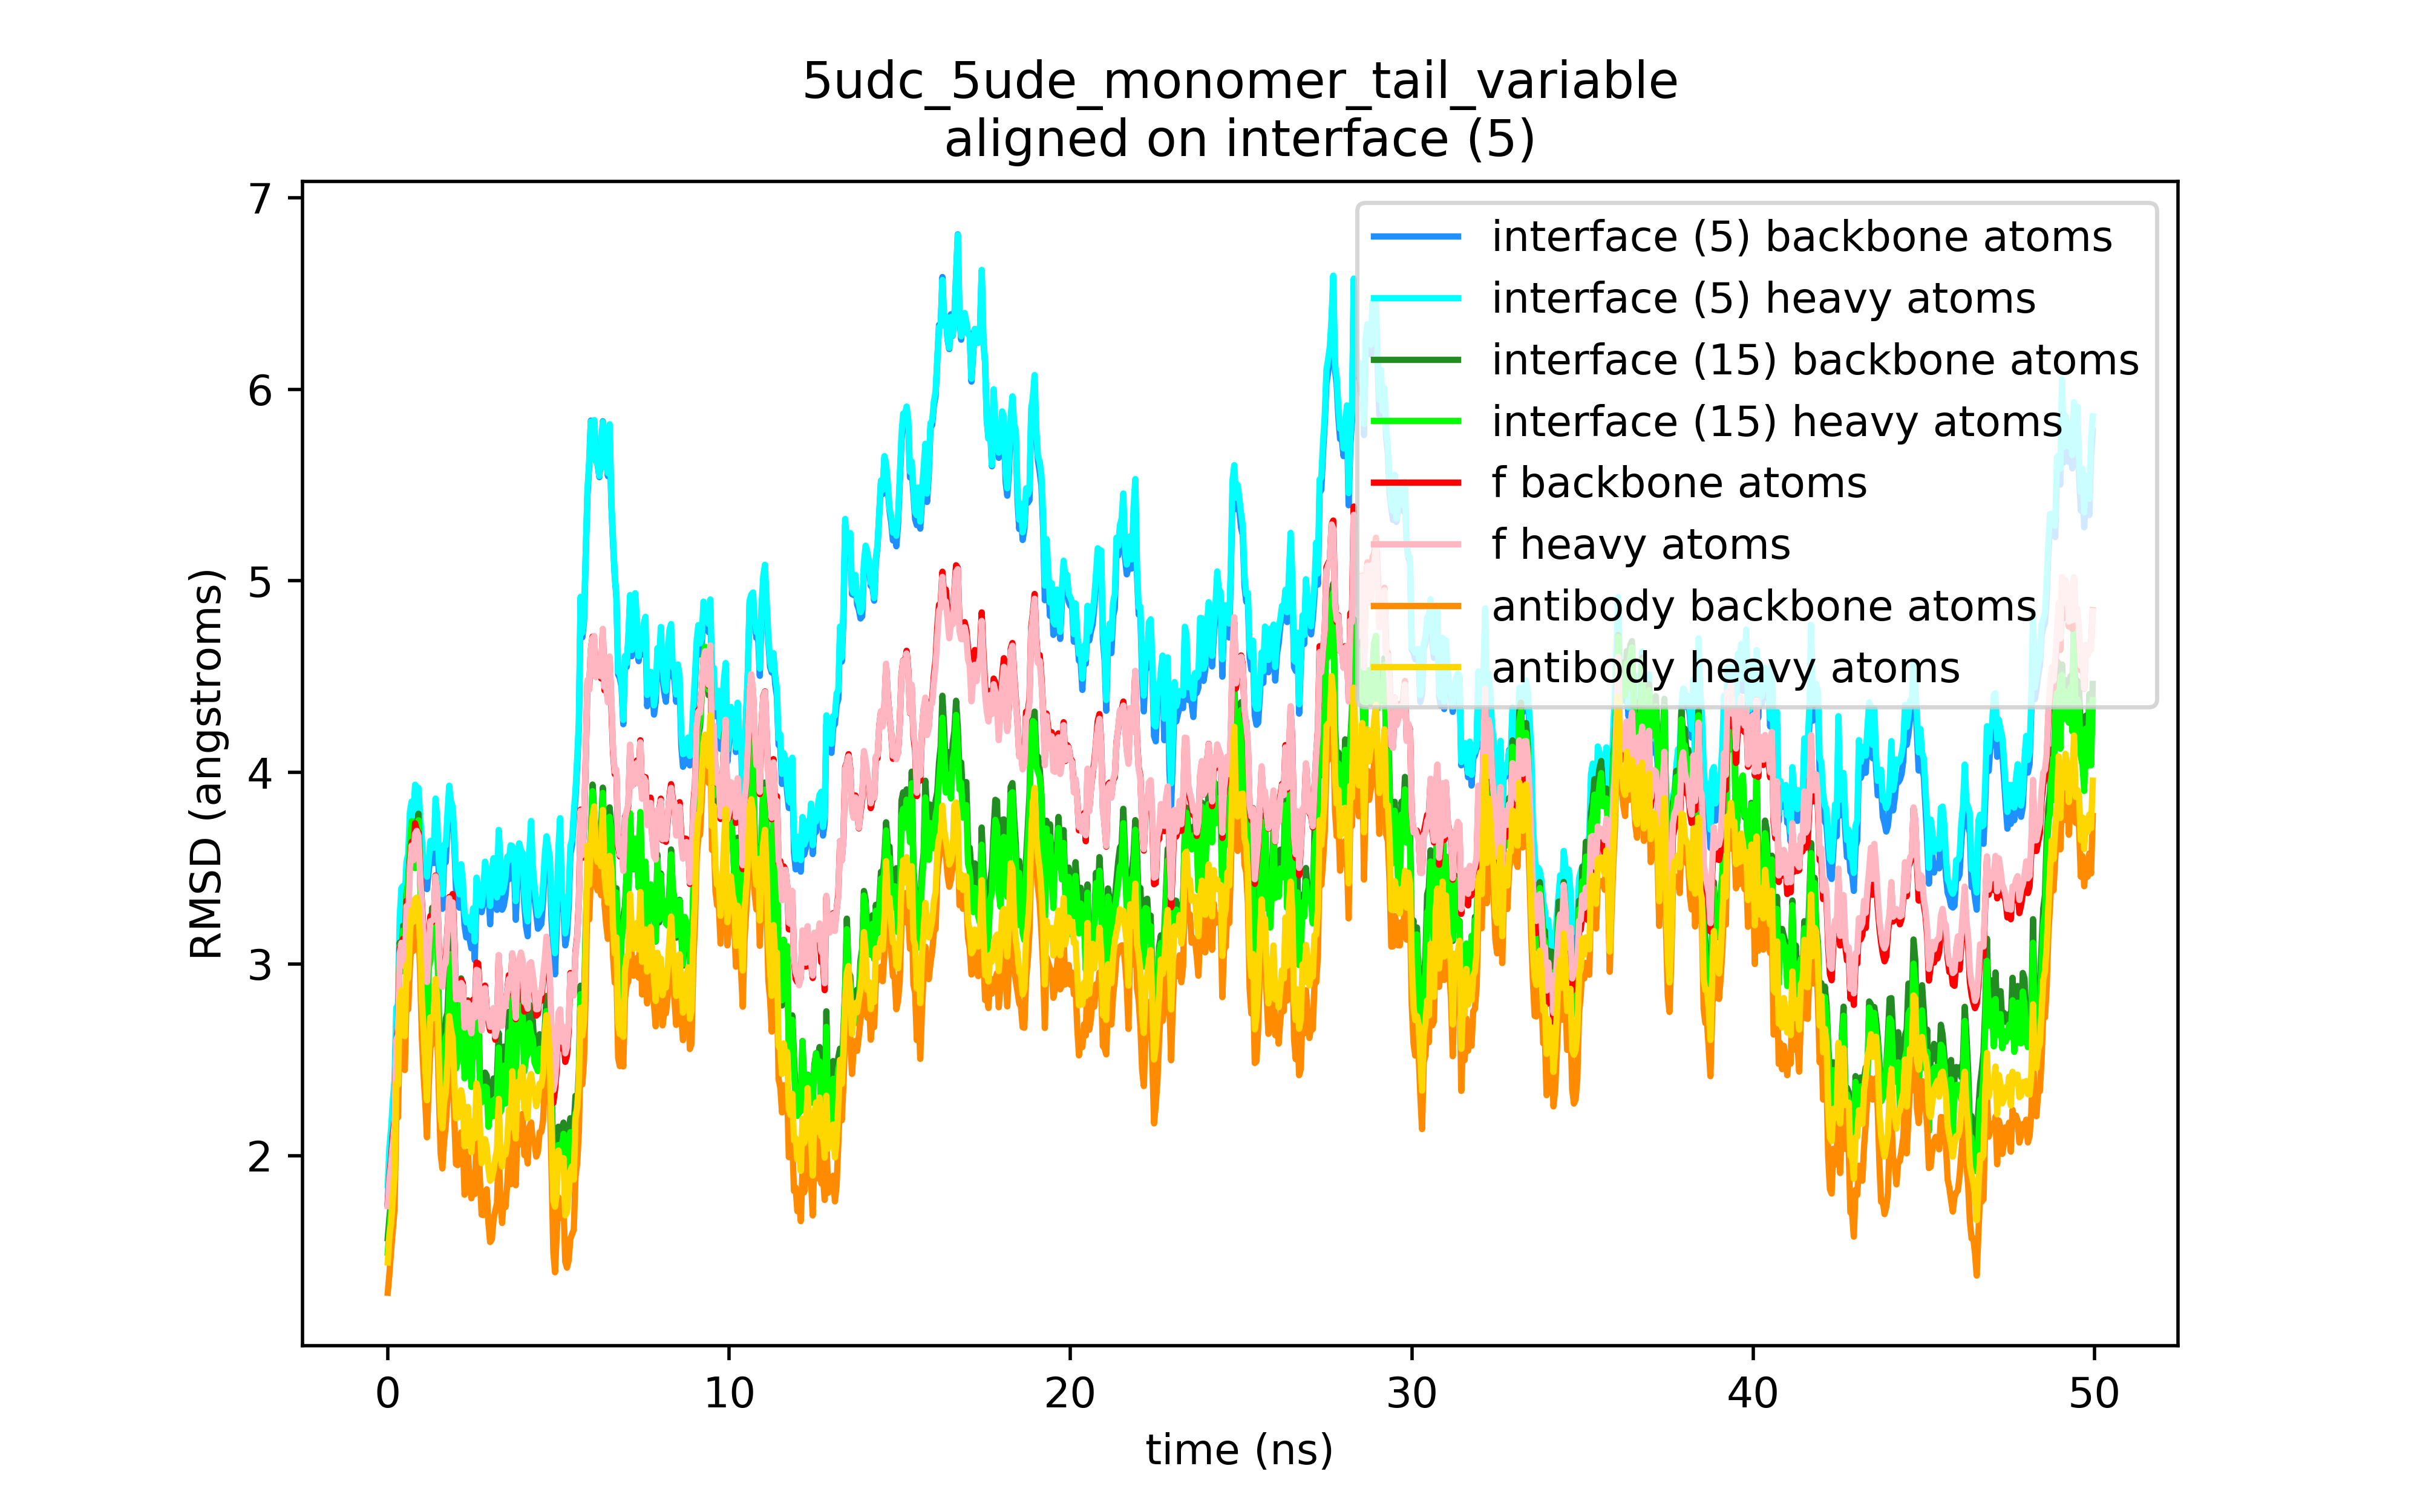 5udc_5ude_monomer_tail_variable
aligned on interface (5)
7
6
5
4
3
2
RMSD (angstroms)
interface (5) backbone atoms
interface (5) heavy atoms
interface (15) backbone atoms
interface (15) heavy atoms
f backbone atoms
f heavy atoms
antibody backbone atoms
antibody heavy atoms
0 10 20 30 40 50
time (ns)